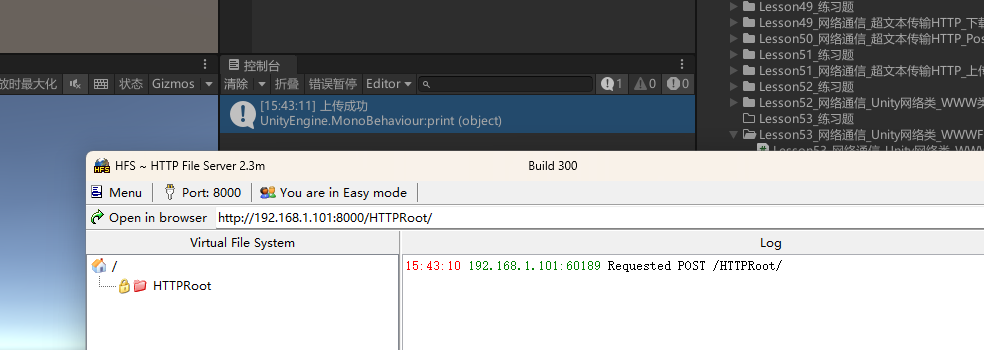 Lesson49_练习题
Lesson49_网络通信_超文本传输HTTP_下载
Lesson50_网络通信_超文本传输HTTP_Pos
Lesson51_练习题
Lesson51_网络通信_超文本传输HTTP_上传
Lesson52_练习题
Lesson52_网络通信_Unity网络类_WWW类
Lesson53_练习题
Lesson53_网络通信_Unity网络类_WWWF
放时最大化 状态 Gizmos
控制台
清除 折叠 错误暂停 Editor 1 0 0
[15:43:11] 上传成功
UnityEngine.MonoBehaviour:print (object)
HFS ~ HTTP File Server 2.3m Build 300
Menu Port: 8000 You are in Easy mode
Open in browser http://192.168.1.101:8000/HTTPRoot/
Virtual File System Log
/
HTTPRoot
15:43:10 192.168.1.101:60189 Requested POST /HTTPRoot/